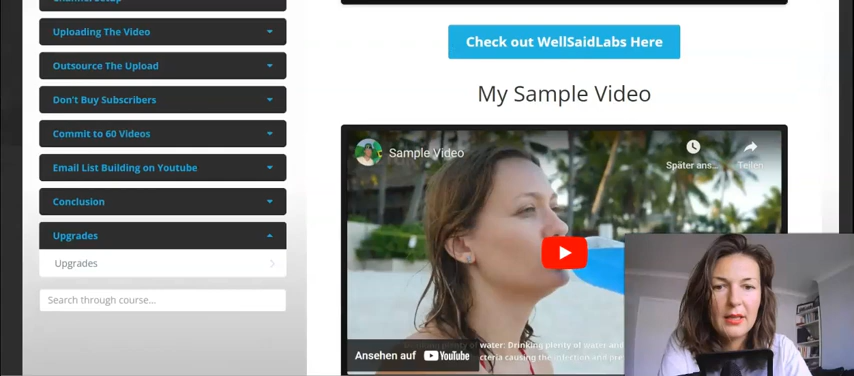 Uploading The Video
Outsource The Upload
Don't Buy Subscribers
Commit to 60 Videos
Email List Building on Youtube
Conclusion
Upgrades
Upgrades
Search through course...
Check out WellSaidLabs Here
My Sample Video
Sample Video
Später ans...
Teilen
water: Drinking plenty of water and
cteria causing the infection and pre
Ansehen auf YouTube